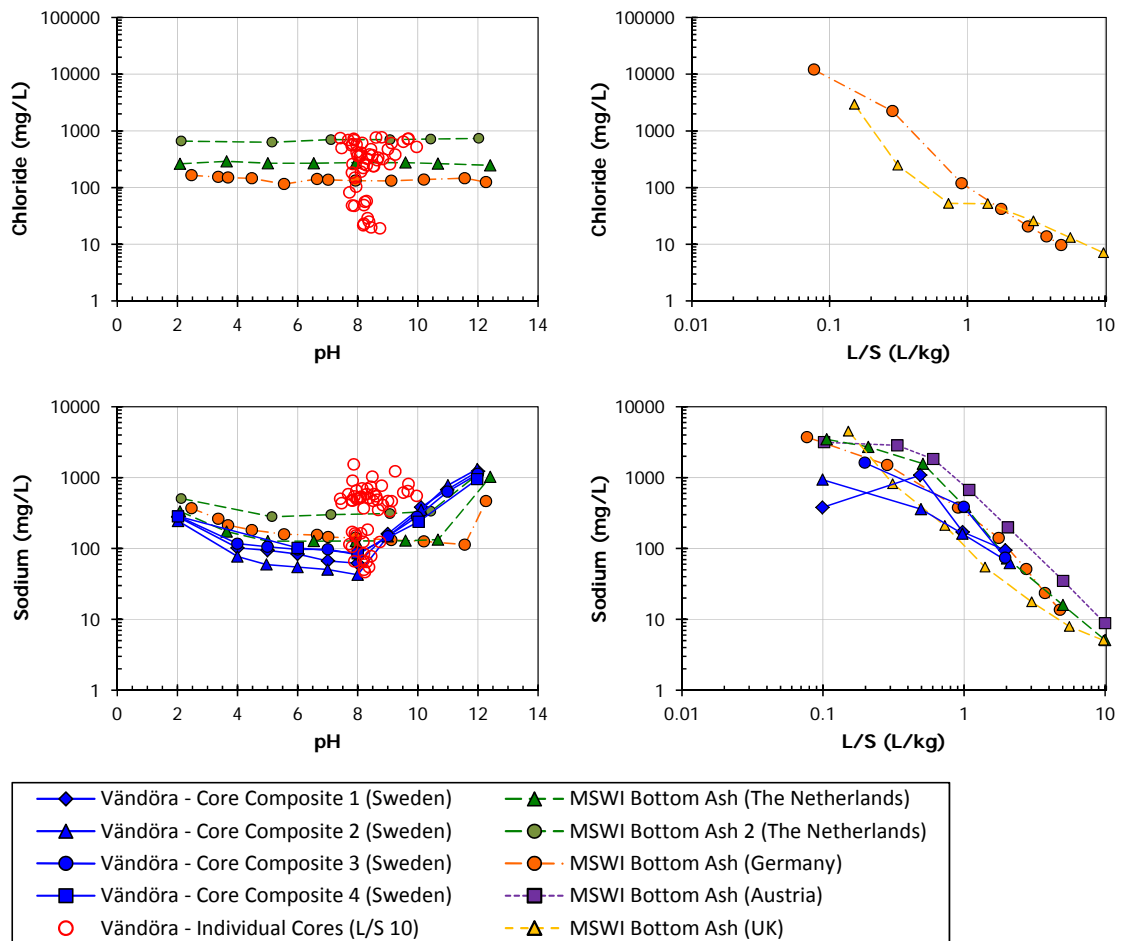 100000
10000
1000
100
10
1
Chloride (mg/L)
0 2 4 6 8 10 12 14
pH
100000
10000
1000
100
10
1
Chloride (mg/L)
0.01 0.1 1 10
L/S (L/kg)
10000
1000
100
10
1
Sodium (mg/L)
0 2 4 6 8 10 12 14
pH
10000
1000
100
10
1
Sodium (mg/L)
0.01 0.1 1 10
L/S (L/kg)
Vändöra - Core Composite 1 (Sweden)
Vändöra - Core Composite 2 (Sweden)
Vändöra - Core Composite 3 (Sweden)
Vändöra - Core Composite 4 (Sweden)
Vändöra - Individual Cores (L/S 10)
MSWI Bottom Ash (The Netherlands)
MSWI Bottom Ash 2 (The Netherlands)
MSWI Bottom Ash (Germany)
MSWI Bottom Ash (Austria)
MSWI Bottom Ash (UK)